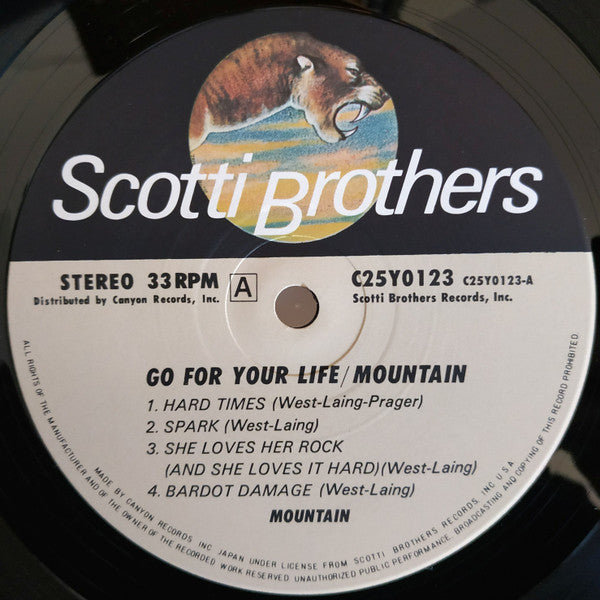 Scotti Brothers
STEREO 33RPM A C25Y0123 C25Y0123-A
Distributed by Canyon Records, Inc. Scotti Brothers Records, Inc.
GO FOR YOUR LIFE/MOUNTAIN
1. HARD TIMES (West-Laing-Prager)
2. SPARK (West-Laing)
3. SHE LOVES HER ROCK
(AND SHE LOVES IT HARD)(West-Laing)
4. BARDOT DAMAGE (West-Laing)
MOUNTAIN
MADE BY CANYON RECORDS INC JAPAN UNDER LICENSE FROM SCOTTI BROTHERS RECORDS, INC U.S.A
ALL RIGHTS OF THE MANUFACTURER AND OF THE OWNER OF THE RECORDED WORK RESERVED UNAUTHORIZED PUBLIC PERFORMANCE BROADCASTING AND COPYING OF THIS RECORD PROHIBITED